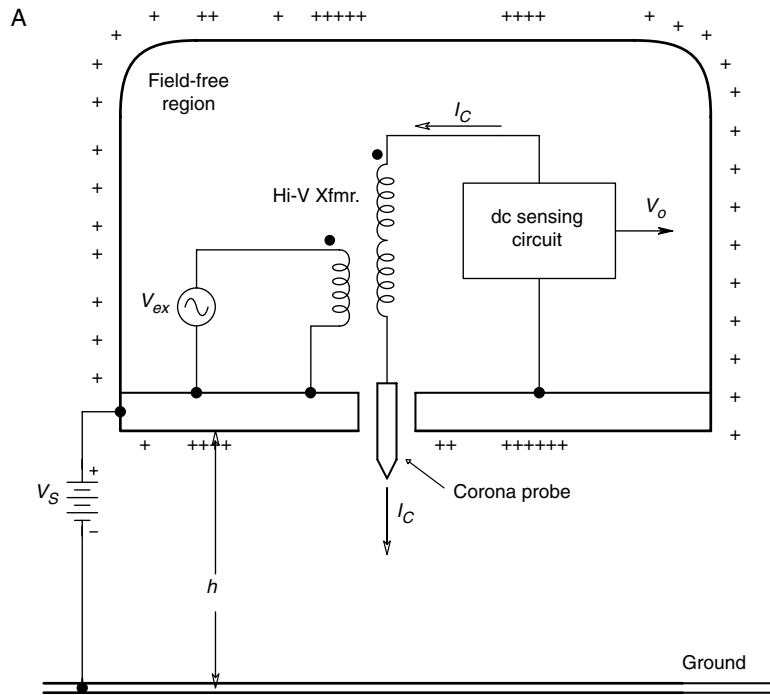 A
++ + +++++ ++++ +
Field-free
region
I_C
Hi-V Xfmr.
dc sensing
circuit
V_o
V_ex
+ ++++ ++ ++++++
V_S
+
−
Corona probe
I_C
h
Ground